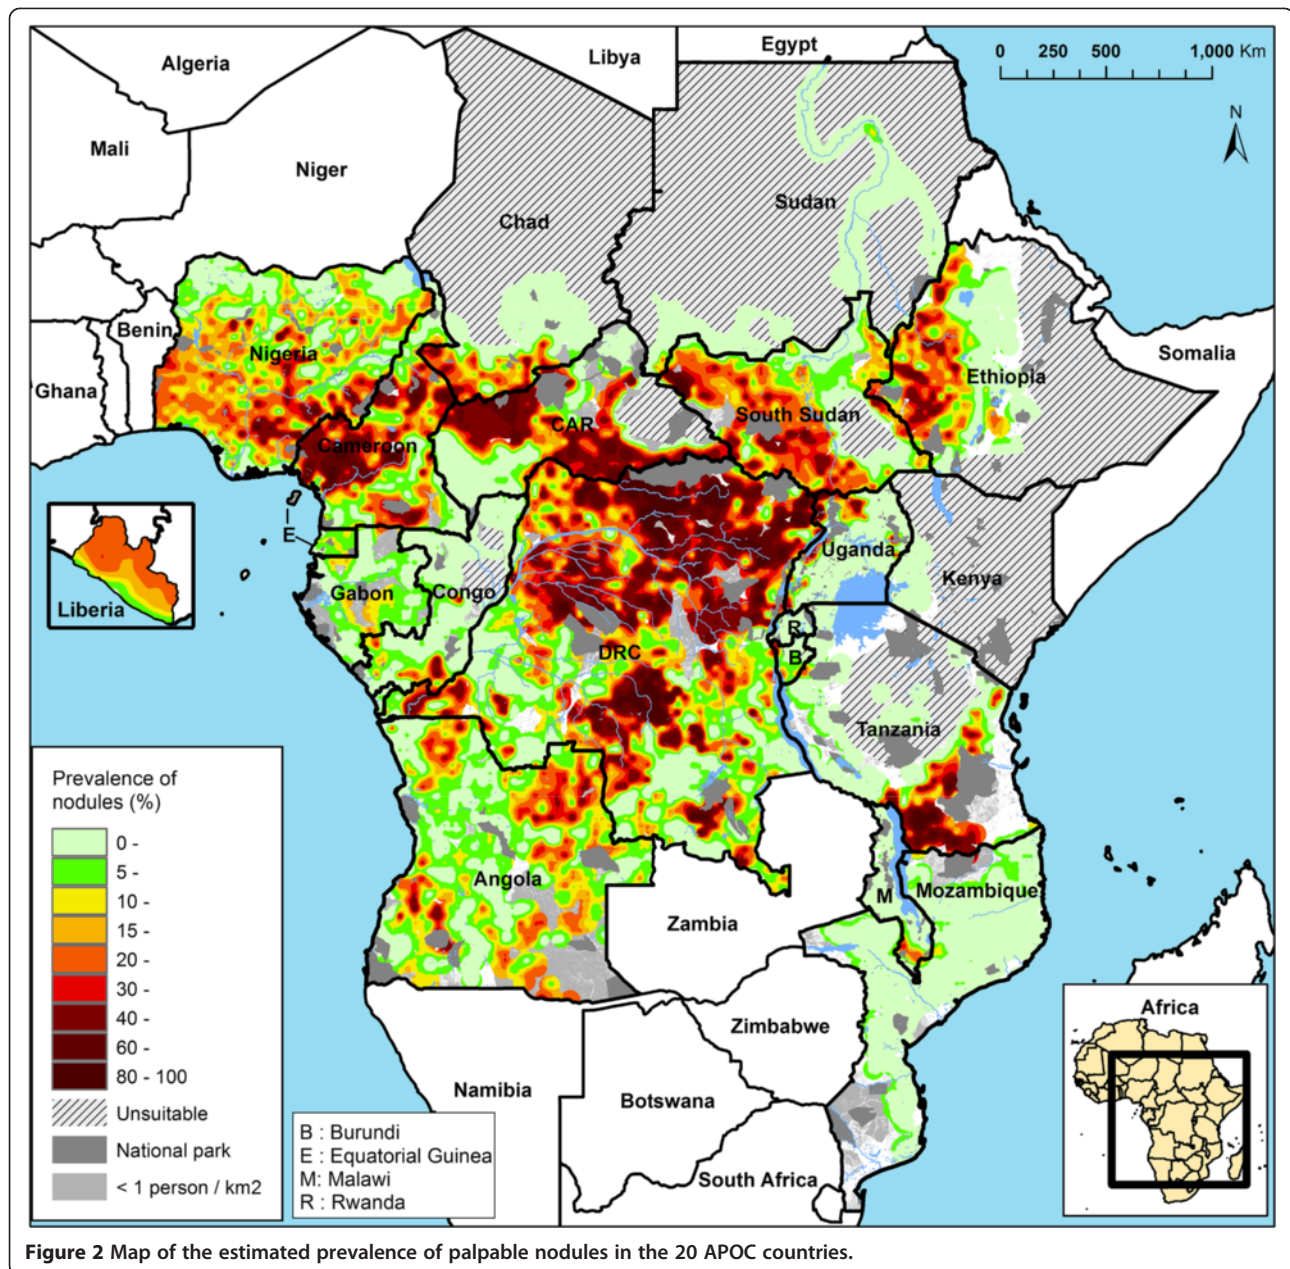 Algeria
Libya
Egypt
0 250 500 1,000 Km
Mali
Niger
N
Chad
Sudan
Benin
Nigeria
Ghana
Somalia
Ethiopia
South Sudan
CAR
Cameroon
E
Uganda
Kenya
Liberia
Gabon
Congo
R
DRC
B
Tanzania
Prevalence of
nodules (%)
0 -
5 -
10 -
15 -
20 -
30 -
40 -
60 -
80 - 100
Unsuitable
National park
< 1 person / km2
Angola
M
Mozambique
Zambia
Zimbabwe
Africa
Namibia
Botswana
South Africa
B : Burundi
E : Equatorial Guinea
M: Malawi
R : Rwanda
Figure 2 Map of the estimated prevalence of palpable nodules in the 20 APOC countries.